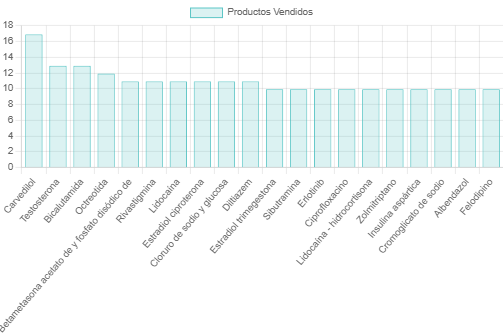 Productos Vendidos
18
16
14
12
10
8
6
4
2
0
Carvedilol
Testosterona
Bicalutamida
Octreotida
Betametasona acetato de y fosfato disódico de
Rivastigmina
Lidocaína
Estradiol ciproterona
Cloruro de sodio y glucosa
Diltiazem
Estradiol trimegestona
Sibutramina
Erlotinib
Ciprofloxacino
Lidocaína - hidrocortisona
Zolmitriptano
Insulina aspártica
Cromoglicato de sodio
Albendazol
Felodipino